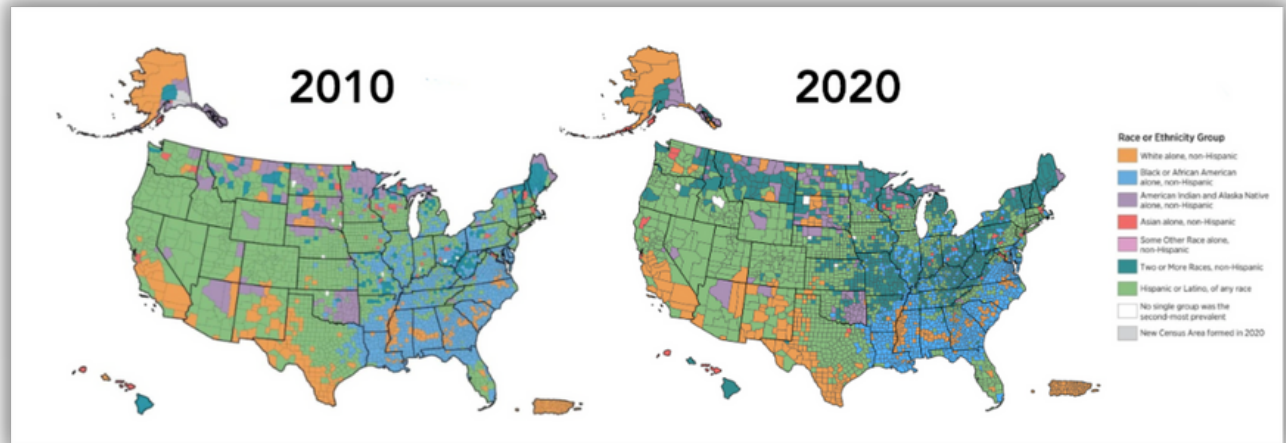 2010
2020
Race or Ethnicity Group
White alone, non-Hispanic
Black or African American
alone, non-Hispanic
American Indian and Alaska Native
alone, non-Hispanic
Asian alone, non-Hispanic
Some Other Race alone,
non-Hispanic
Two or More Races, non-Hispanic
Hispanic or Latino, of any race
No single group was the
second-most prevalent
New Census Area formed in 2020